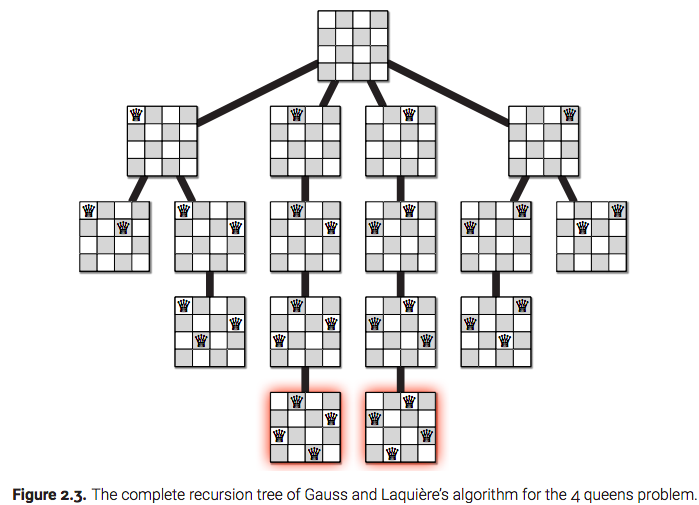 Figure 2.3. The complete recursion tree of Gauss and Laquière's algorithm for the 4 queens problem.